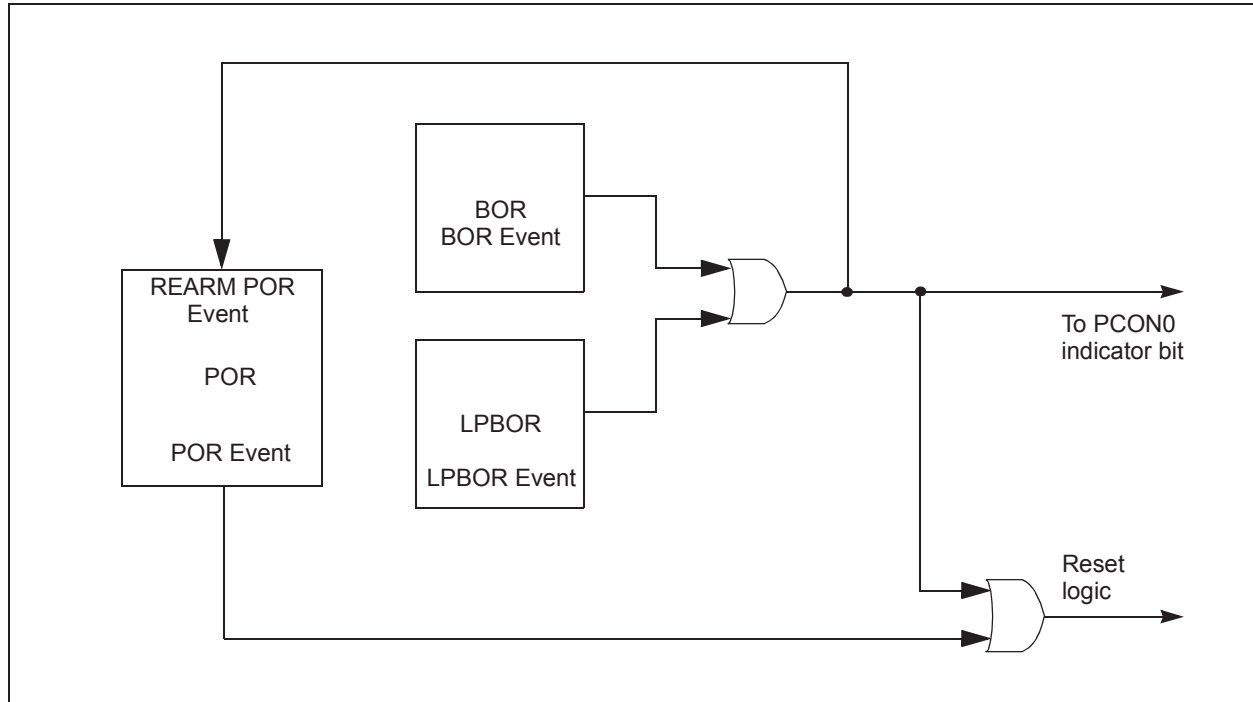 BOR
BOR Event
REARM POR
Event
POR
POR Event
LPBOR
LPBOR Event
To PCON0
indicator bit
Reset
logic